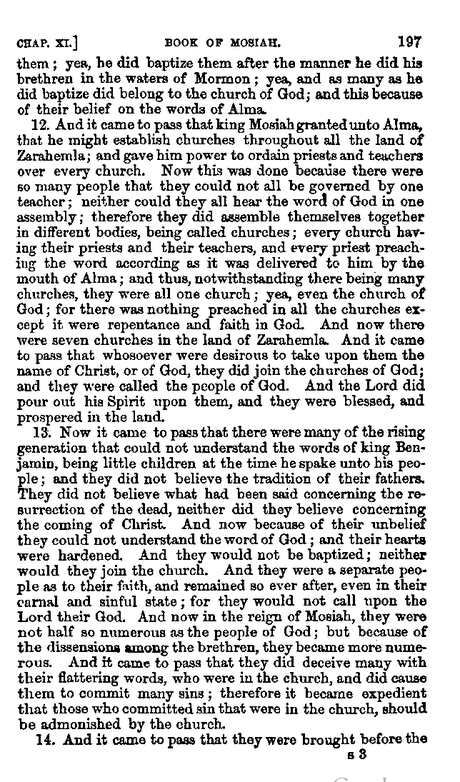 CHAP. XI.] BOOK OF MOSIAH. 197
them; yea, he did baptize them after the manner he did his
brethren in the waters of Mormon; yea, and as many as he
did baptize did belong to the church of God; and this because
of their belief on the words of Alma.
12. And it came to pass that king Mosiah granted unto Alma,
that he might establish churches throughout all the land of
Zarahemla; and gave him power to ordain priests and teachers
over every church. Now this was done because there were
so many people that they could not all be governed by one
teacher; neither could they all hear the word of God in one
assembly; therefore they did assemble themselves together
in different bodies, being called churches; every church hav-
ing their priests and their teachers, and every priest preach-
ing the word according as it was delivered to him by the
mouth of Alma; and thus, notwithstanding there being many
churches, they were all one church; yea, even the church of
God; for there was nothing preached in all the churches ex-
cept it were repentance and faith in God. And now there
were seven churches in the land of Zarahemla. And it came
to pass that whosoever were desirous to take upon them the
name of Christ, or of God, they did join the churches of God;
and they were called the people of God. And the Lord did
pour out his Spirit upon them, and they were blessed, and
prospered in the land.
13. Now it came to pass that there were many of the rising
generation that could not understand the words of king Ben-
jamin, being little children at the time he spake unto his peo-
ple; and they did not believe the tradition of their fathers.
They did not believe what had been said concerning the re-
surrection of the dead, neither did they believe concerning
the coming of Christ. And now because of their unbelief
they could not understand the word of God; and their hearts
were hardened. And they would not be baptized; neither
would they join the church. And they were a separate peo-
ple as to their faith, and remained so ever after, even in their
carnal and sinful state; for they would not call upon the
Lord their God. And now in the reign of Mosiah, they were
not half so numerous as the people of God; but because of
the dissensions among the brethren, they became more nume-
rous. And it came to pass that they did deceive many with
their flattering words, who were in the church, and did cause
them to commit many sins; therefore it became expedient
that those who committed sin that were in the church, should
be admonished by the church.
14. And it came to pass that they were brought before the
s 3